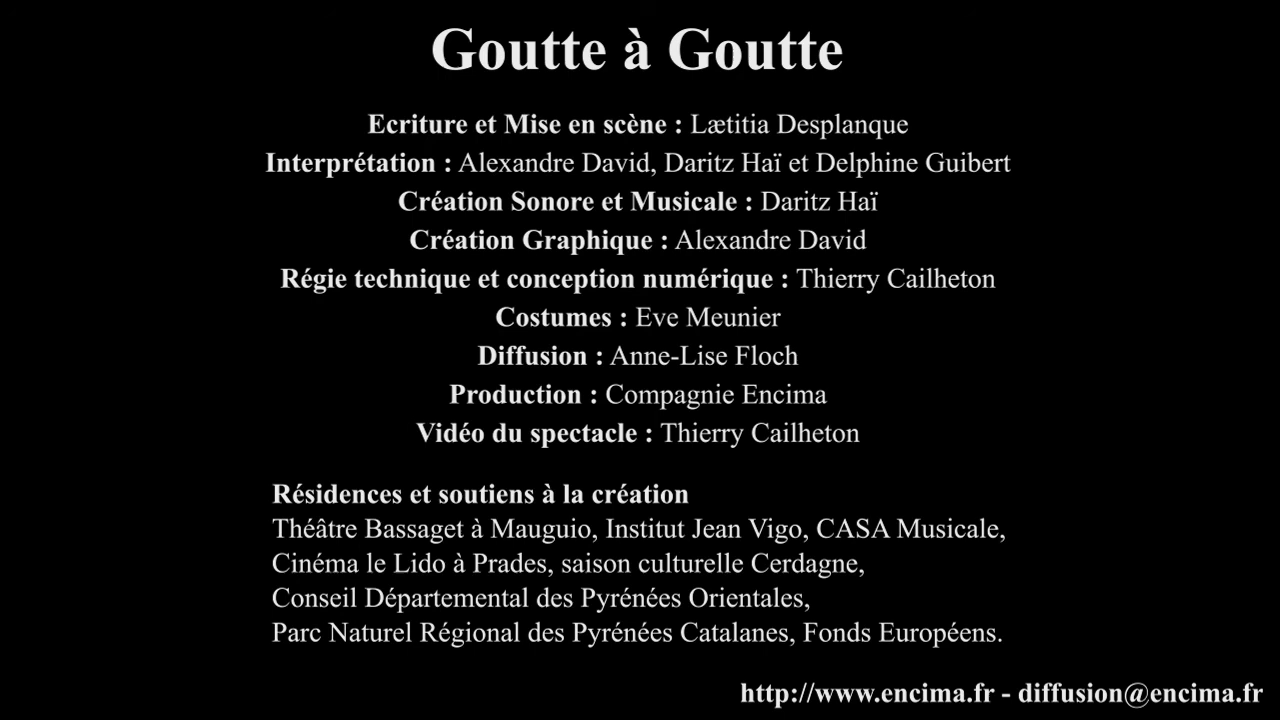 Goutte à Goutte
Ecriture et Mise en scène : Lætitia Desplanque
Interprétation : Alexandre David, Daritz Haï et Delphine Guibert
Création Sonore et Musicale : Daritz Haï
Création Graphique : Alexandre David
Régie technique et conception numérique : Thierry Cailheton
Costumes : Eve Meunier
Diffusion : Anne-Lise Floch
Production : Compagnie Encima
Vidéo du spectacle : Thierry Cailheton
Résidences et soutiens à la création
Théâtre Bassaget à Mauguio, Institut Jean Vigo, CASA Musicale,
Cinéma le Lido à Prades, saison culturelle Cerdagne,
Conseil Départemental des Pyrénées Orientales,
Parc Naturel Régional des Pyrénées Catalanes, Fonds Européens.
http://www.encima.fr - diffusion@encima.fr